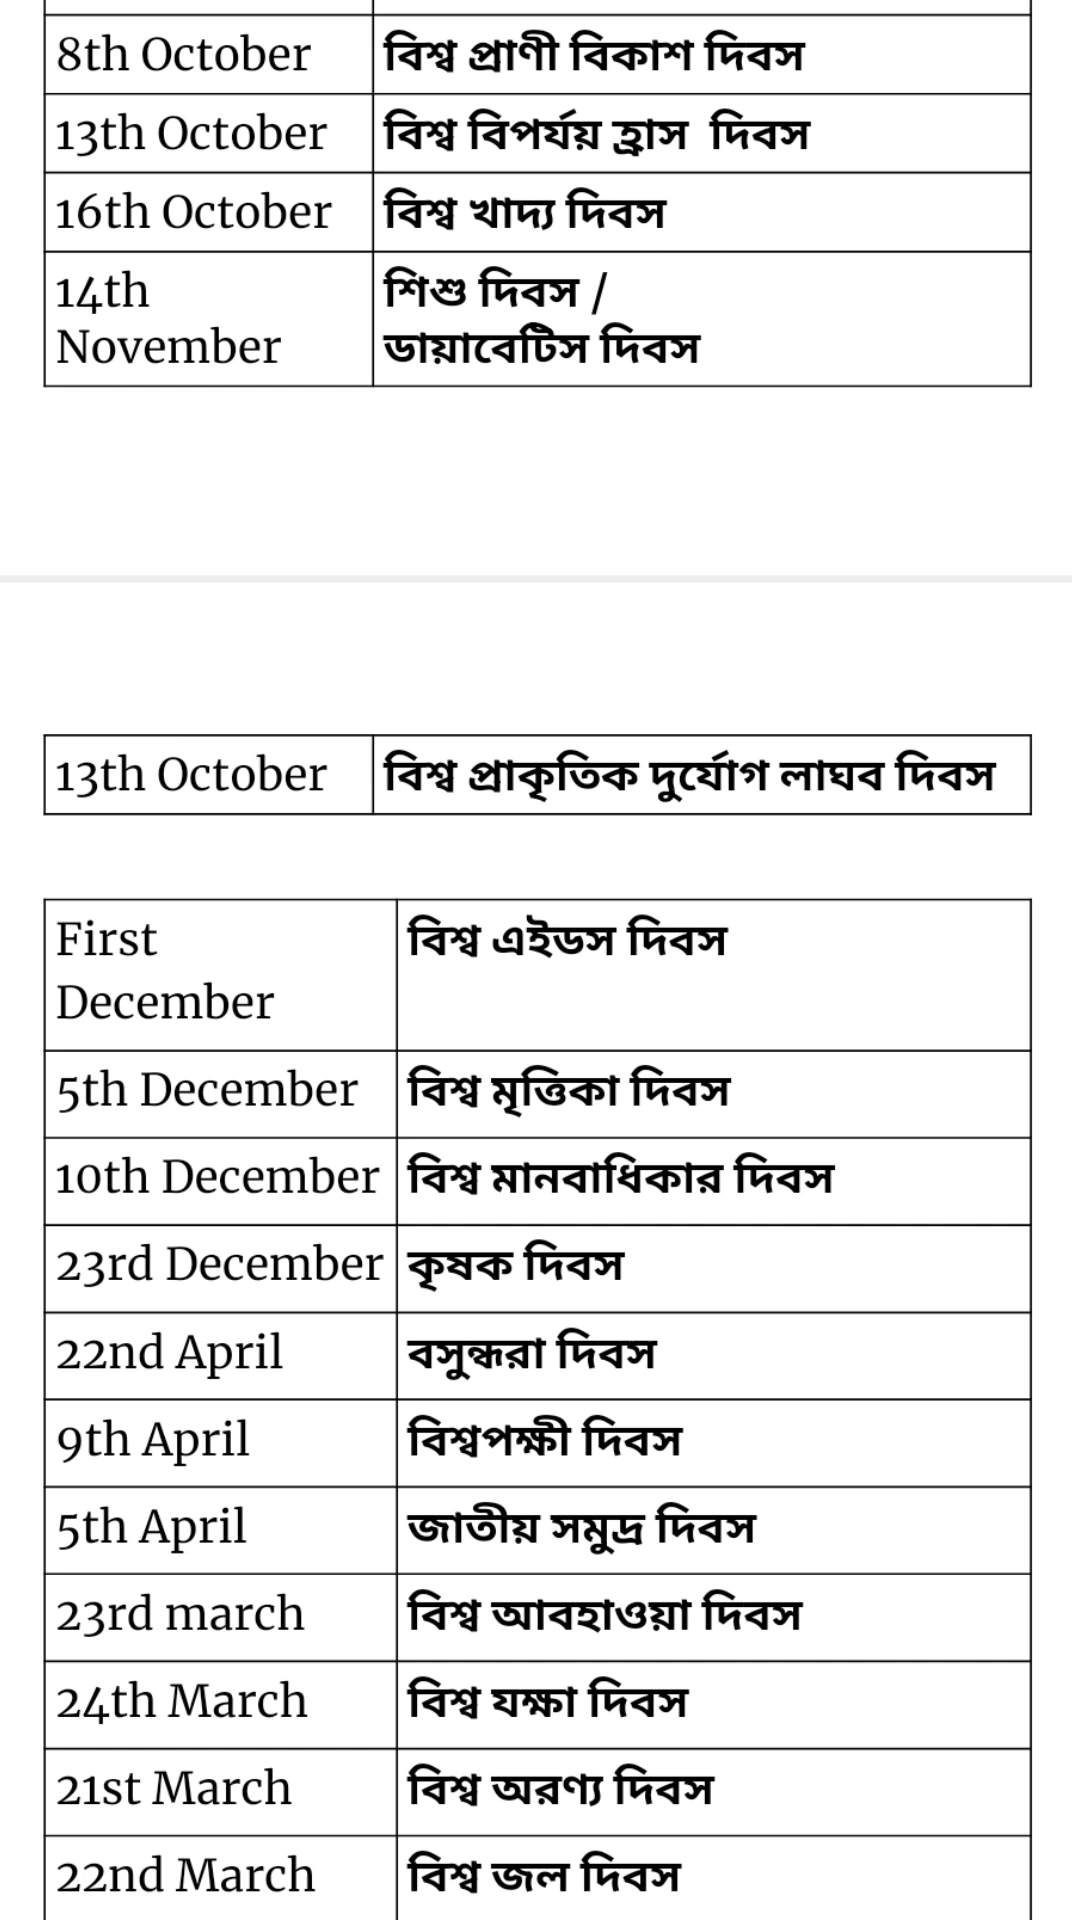 8th October বিশ্ব প্রাণী বিকাশ দিবস
13th October বিশ্ব বিপর্যয় হ্রাস  দিবস
16th October বিশ্ব খাদ্য দিবস
14th শিশু দিবস /
November ডায়াবেটিস দিবস
13th October বিশ্ব প্রাকৃতিক দুর্যোগ লাঘব দিবস
First বিশ্ব এইডস দিবস
December
5th December বিশ্ব মৃত্তিকা দিবস
10th December বিশ্ব মানবাধিকার দিবস
23rd December কৃষক দিবস
22nd April বসুন্ধরা দিবস
9th April বিশ্বপক্ষী দিবস
5th April জাতীয় সমুদ্র দিবস
23rd march বিশ্ব আবহাওয়া দিবস
24th March বিশ্ব যক্ষা দিবস
21st March বিশ্ব অরণ্য দিবস
22nd March বিশ্ব জল দিবস